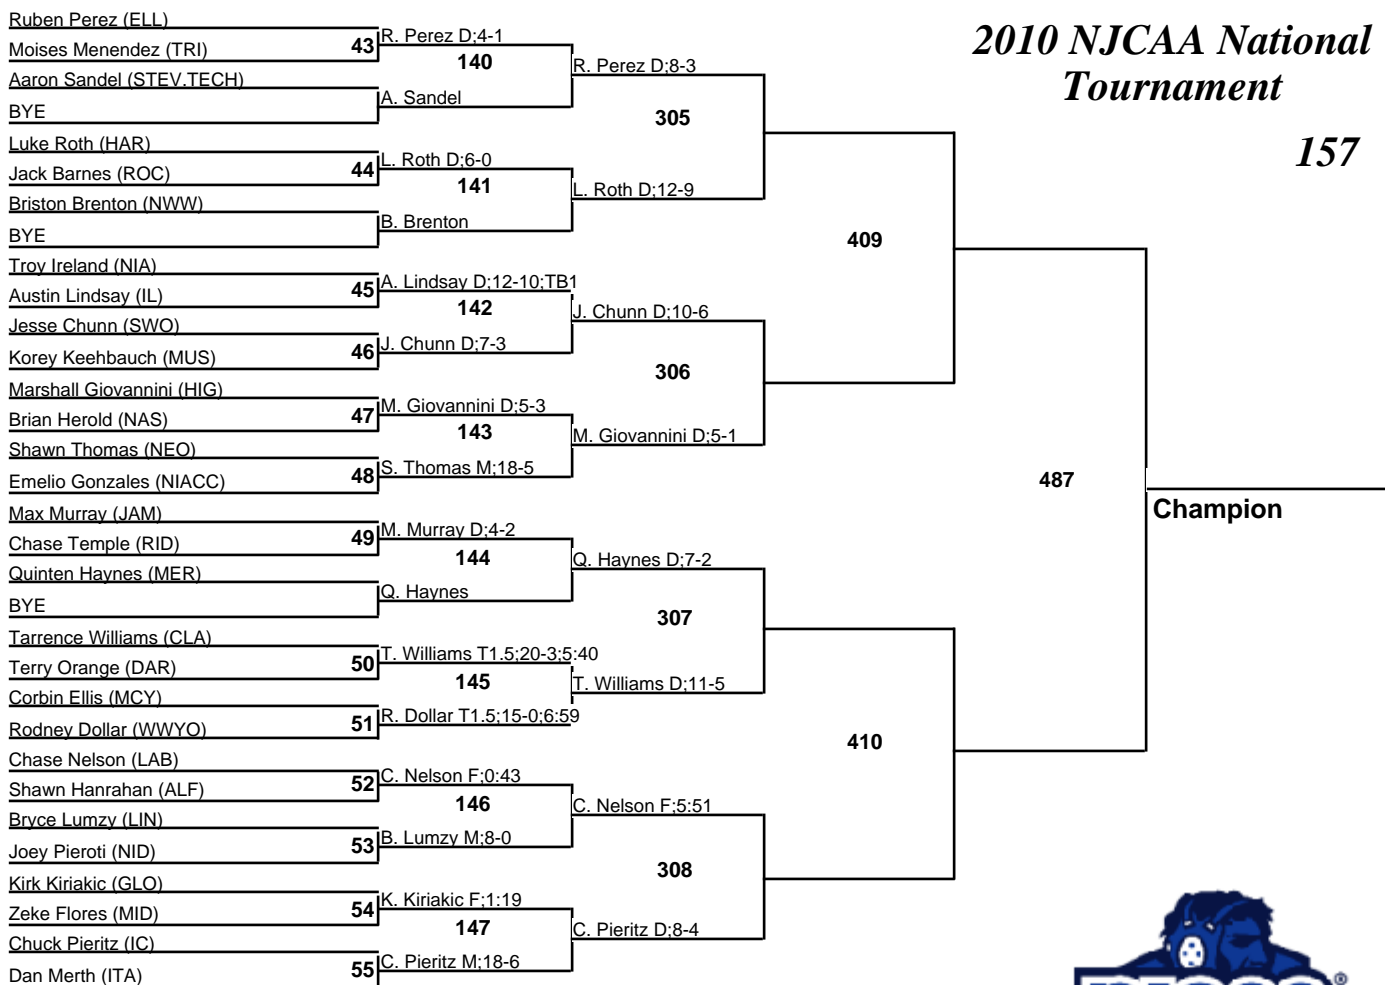 2010 NJCAA National
Tournament
157
Ruben Perez (ELL)
Moises Menendez (TRI)
Aaron Sandel (STEV.TECH)
BYE
Luke Roth (HAR)
Jack Barnes (ROC)
Briston Brenton (NWW)
BYE
Troy Ireland (NIA)
Austin Lindsay (IL)
Jesse Chunn (SWO)
Korey Keehbauch (MUS)
Marshall Giovannini (HIG)
Brian Herold (NAS)
Shawn Thomas (NEO)
Emelio Gonzales (NIACC)
Max Murray (JAM)
Chase Temple (RID)
Quinten Haynes (MER)
BYE
Tarrence Williams (CLA)
Terry Orange (DAR)
Corbin Ellis (MCY)
Rodney Dollar (WWYO)
Chase Nelson (LAB)
Shawn Hanrahan (ALF)
Bryce Lumzy (LIN)
Joey Pieroti (NID)
Kirk Kiriakic (GLO)
Zeke Flores (MID)
Chuck Pieritz (IC)
Dan Merth (ITA)
43
44
45
46
47
48
49
50
51
52
53
54
55
R. Perez D;4-1
140
A. Sandel
L. Roth D;6-0
141
B. Brenton
A. Lindsay D;12-10;TB1
142
J. Chunn D;7-3
M. Giovannini D;5-3
143
S. Thomas M;18-5
M. Murray D;4-2
144
Q. Haynes
T. Williams T1.5;20-3;5:40
145
R. Dollar T1.5;15-0;6:59
C. Nelson F;0:43
146
B. Lumzy M;8-0
K. Kiriakic F;1:19
147
C. Pieritz M;18-6
R. Perez D;8-3
305
L. Roth D;12-9
J. Chunn D;10-6
306
M. Giovannini D;5-1
Q. Haynes D;7-2
307
T. Williams D;11-5
C. Nelson F;5:51
308
C. Pieritz D;8-4
409
410
487
Champion
®